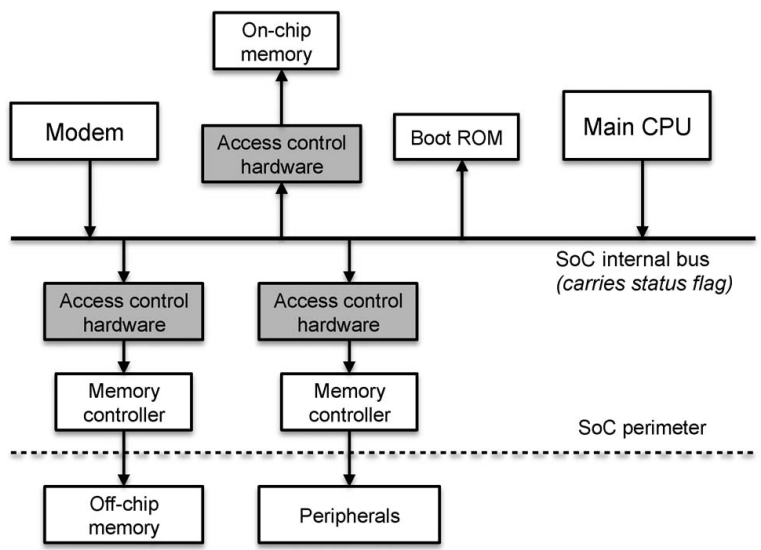 On-chip
memory
Modem
Access control
hardware
Boot ROM
Main CPU
SoC internal bus
(carries status flag)
Access control
hardware
Access control
hardware
Memory
controller
Memory
controller
SoC perimeter
Off-chip
memory
Peripherals